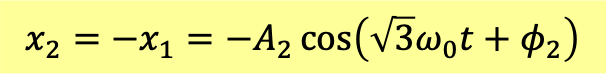 x₂ = −x₁ = −A₂ cos(√3ω₀t + ϕ₂)